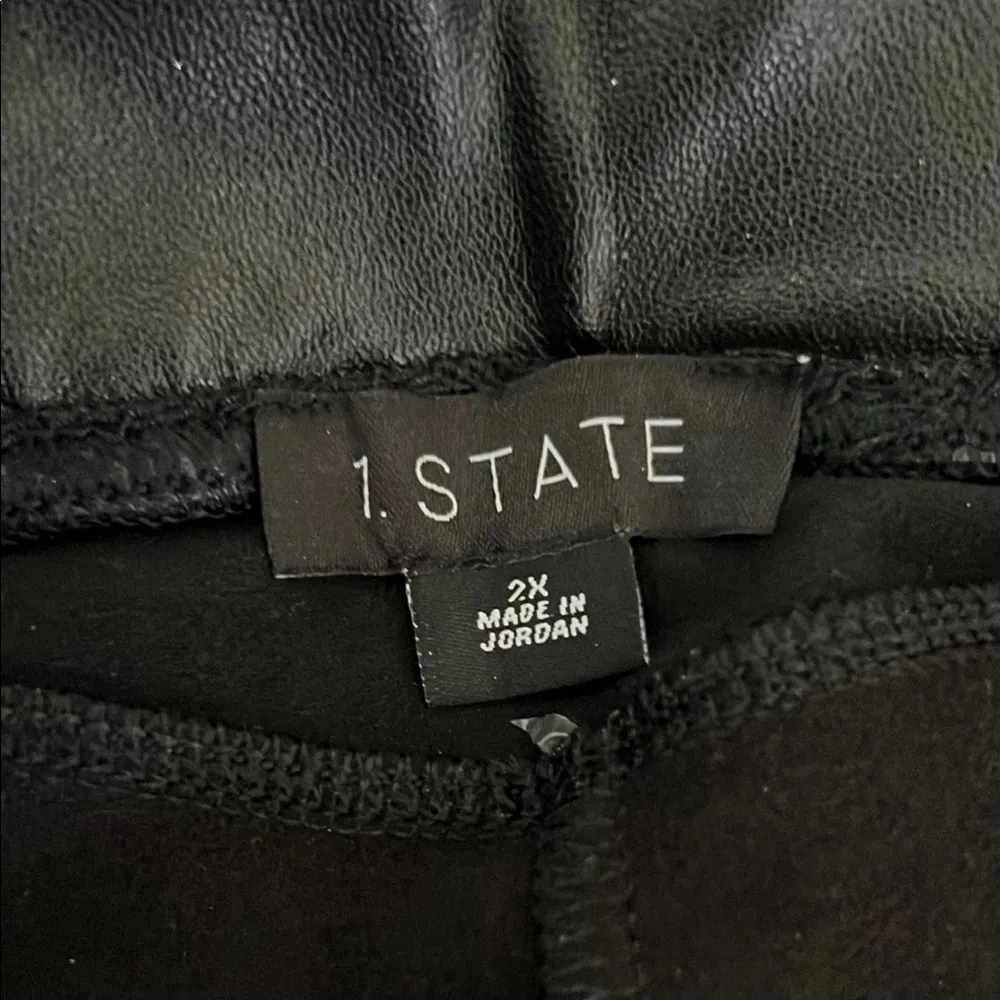 1. STATE
2X
MADE IN
JORDAN